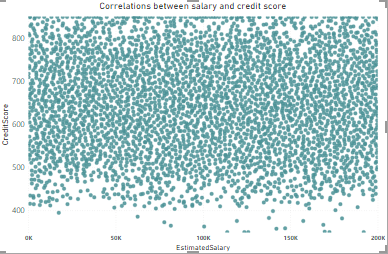 Correlations between salary and credit score
800
700
600
500
400
CreditScore
0K 50K 100K 150K 200K
EstimatedSalary